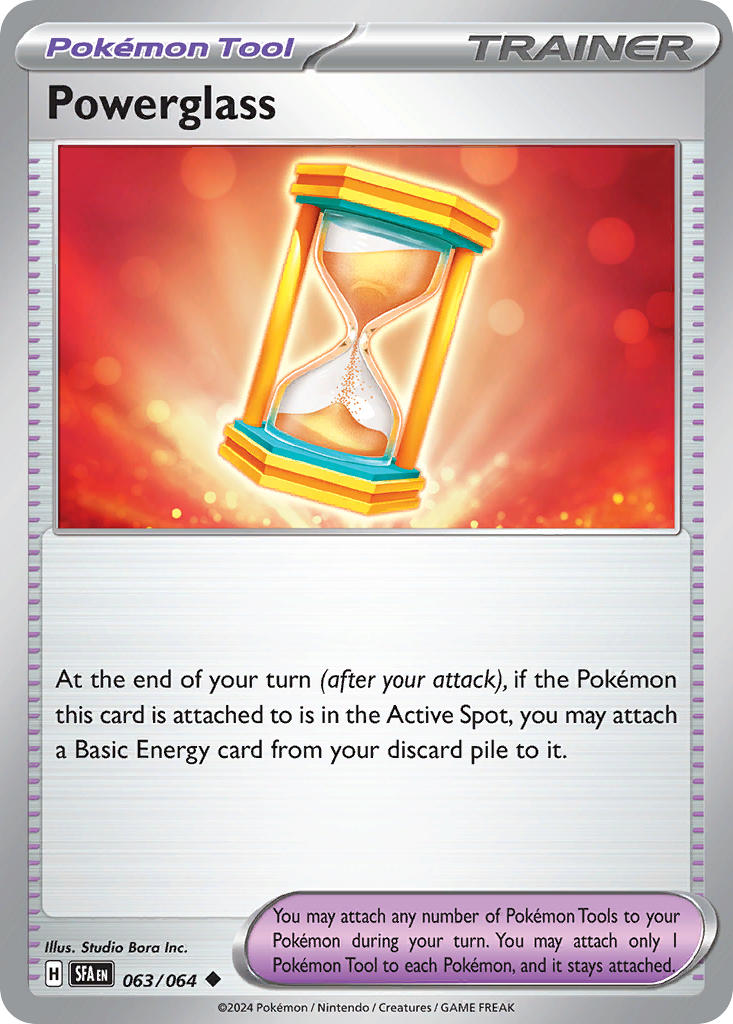 Pokémon Tool
TRAINER
Powerglass
At the end of your turn (after your attack), if the Pokémon
this card is attached to is in the Active Spot, you may attach
a Basic Energy card from your discard pile to it.
You may attach any number of Pokémon Tools to your
Pokémon during your turn. You may attach only 1
Pokémon Tool to each Pokémon, and it stays attached.
Illus. Studio Bora Inc.
H SFA EN 063/064
©2024 Pokémon / Nintendo / Creatures / GAME FREAK